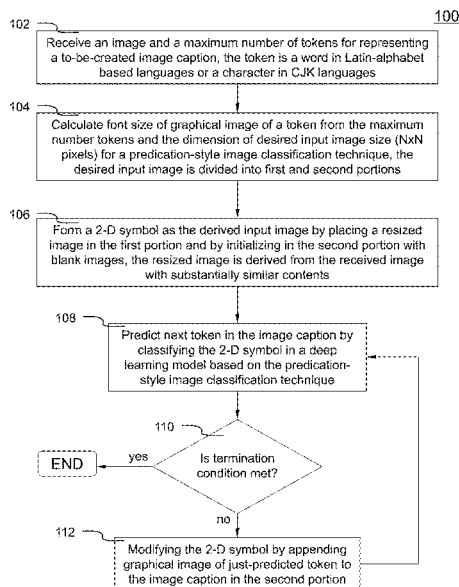 100
102
Receive an image and a maximum number of tokens for representing
a to-be-created image caption, the token is a word in Latin-alphabet
based languages or a character in CJK languages
104
Calculate font size of graphical image of a token from the maximum
number tokens and the dimension of desired input image size (NxN
pixels) for a predication-style image classification technique, the
desired input image is divided into first and second portions
106
Form a 2-D symbol as the derived input image by placing a resized
image in the first portion and by initializing in the second portion with
blank images, the resized image is derived from the received image
with substantially similar contents
108
Predict next token in the image caption by
classifying the 2-D symbol in a deep
learning model based on the predication-
style image classification technique
110
Is termination
condition met?
yes
END
no
112
Modifying the 2-D symbol by appending
graphical image of just-predicted token to
the image caption in the second portion